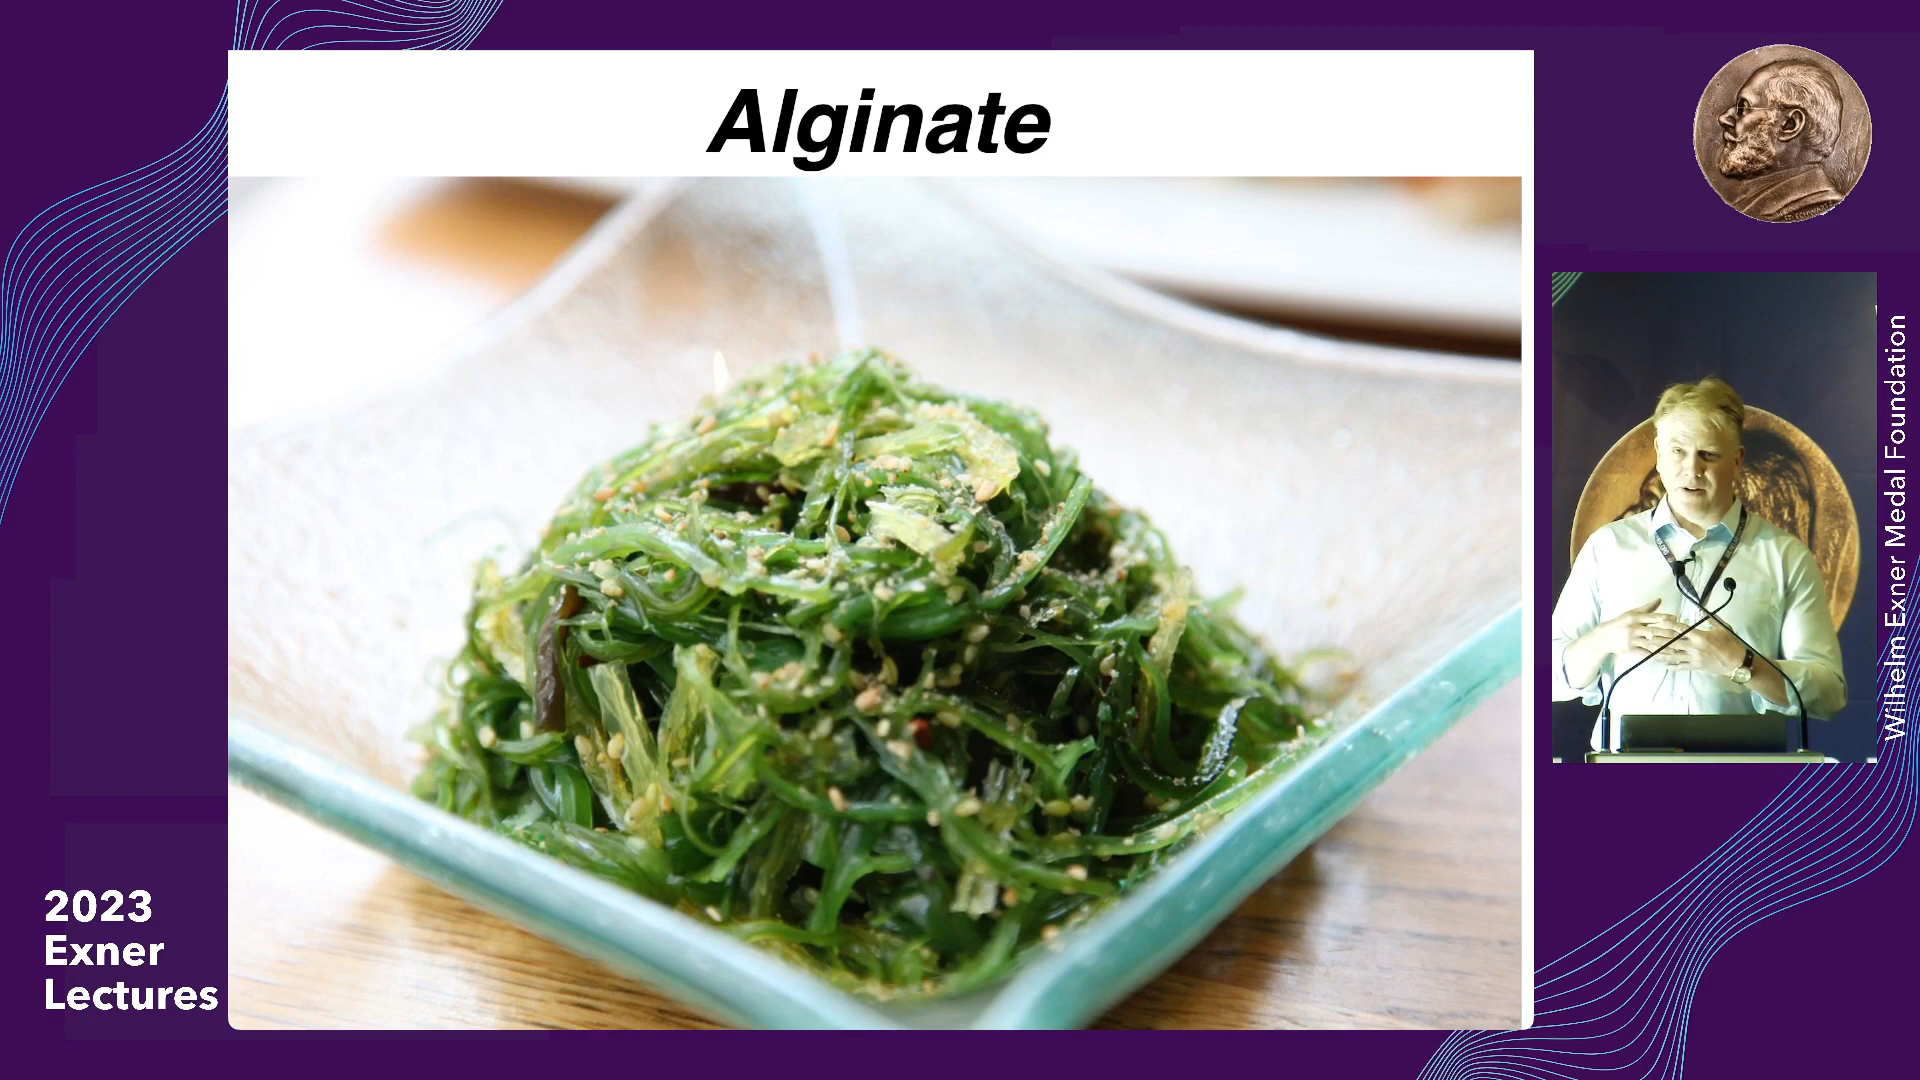 Alginate
Wilhelm Exner Medal Foundation
2023
Exner
Lectures